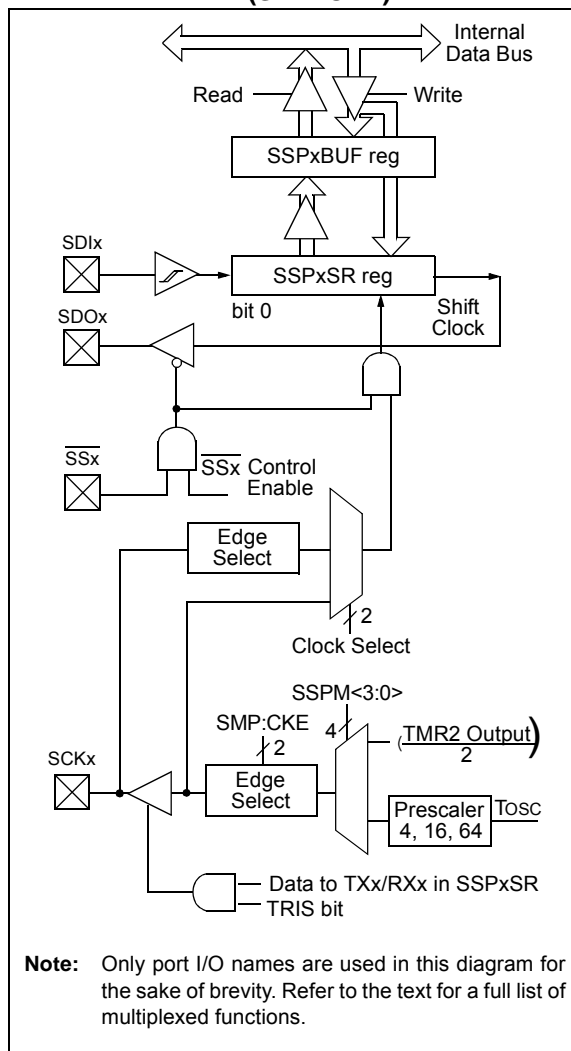 Internal
Data Bus
Read
Write
SSPxBUF reg
SDIx
SSPxSR reg
bit 0
Shift
Clock
SDOx
SSx
SSx Control
Enable
Edge
Select
2
Clock Select
SSPM<3:0>
SMP:CKE
4
2
(TMR2 Output)
2
SCKx
Edge
Select
Prescaler
4, 16, 64
TOSC
Data to TXx/RXx in SSPxSR
TRIS bit
Note: Only port I/O names are used in this diagram for
the sake of brevity. Refer to the text for a full list of
multiplexed functions.